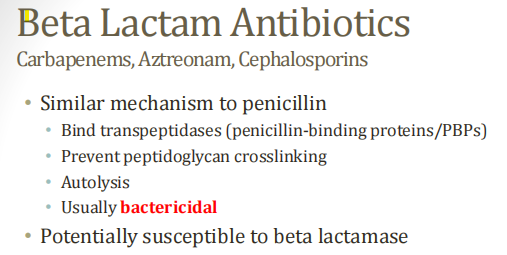 Beta Lactam Antibiotics
Carbapenems, Aztreonam, Cephalosporins
• Similar mechanism to penicillin
• Bind transpeptidases (penicillin-binding proteins/PBPs)
• Prevent peptidoglycan crosslinking
• Autolysis
• Usually bactericidal
• Potentially susceptible to beta lactamase